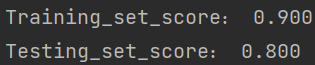 Training_set_score： 0.900
Testing_set_score： 0.800